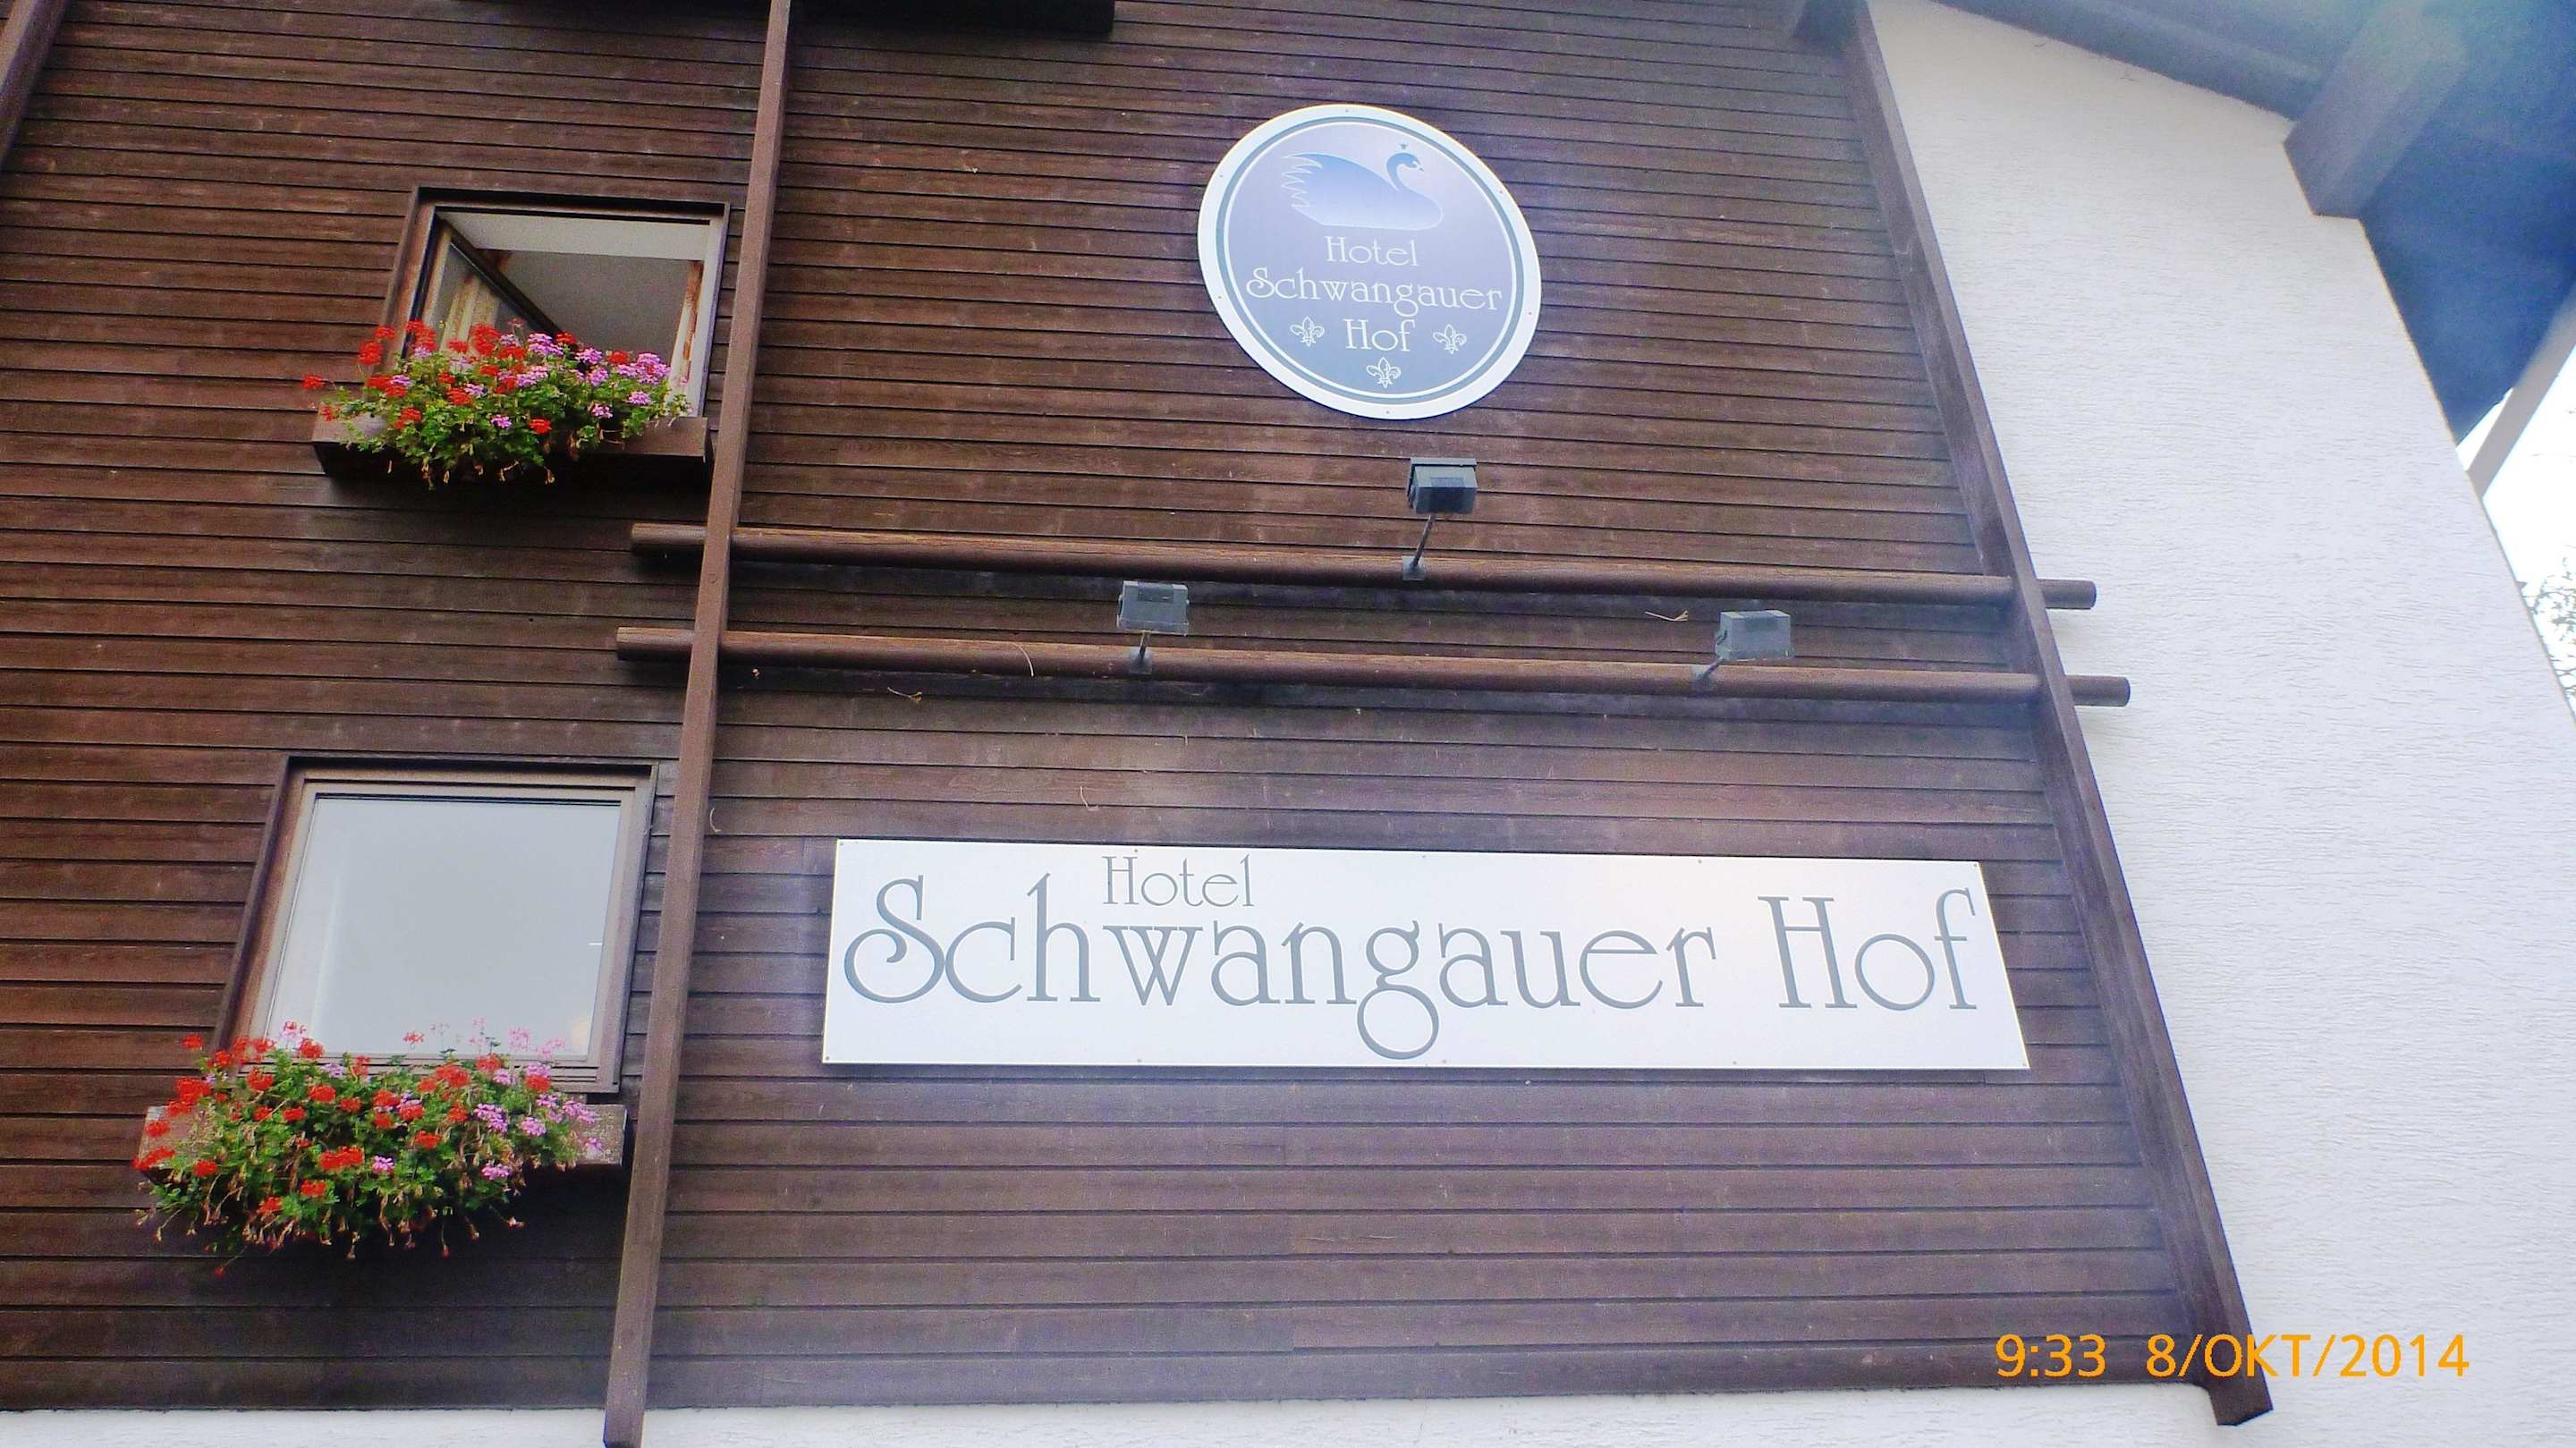 Hotel
Schwangauer
Hof
Hotel
Schwangauer Hof
9:33 8/OKT/2014